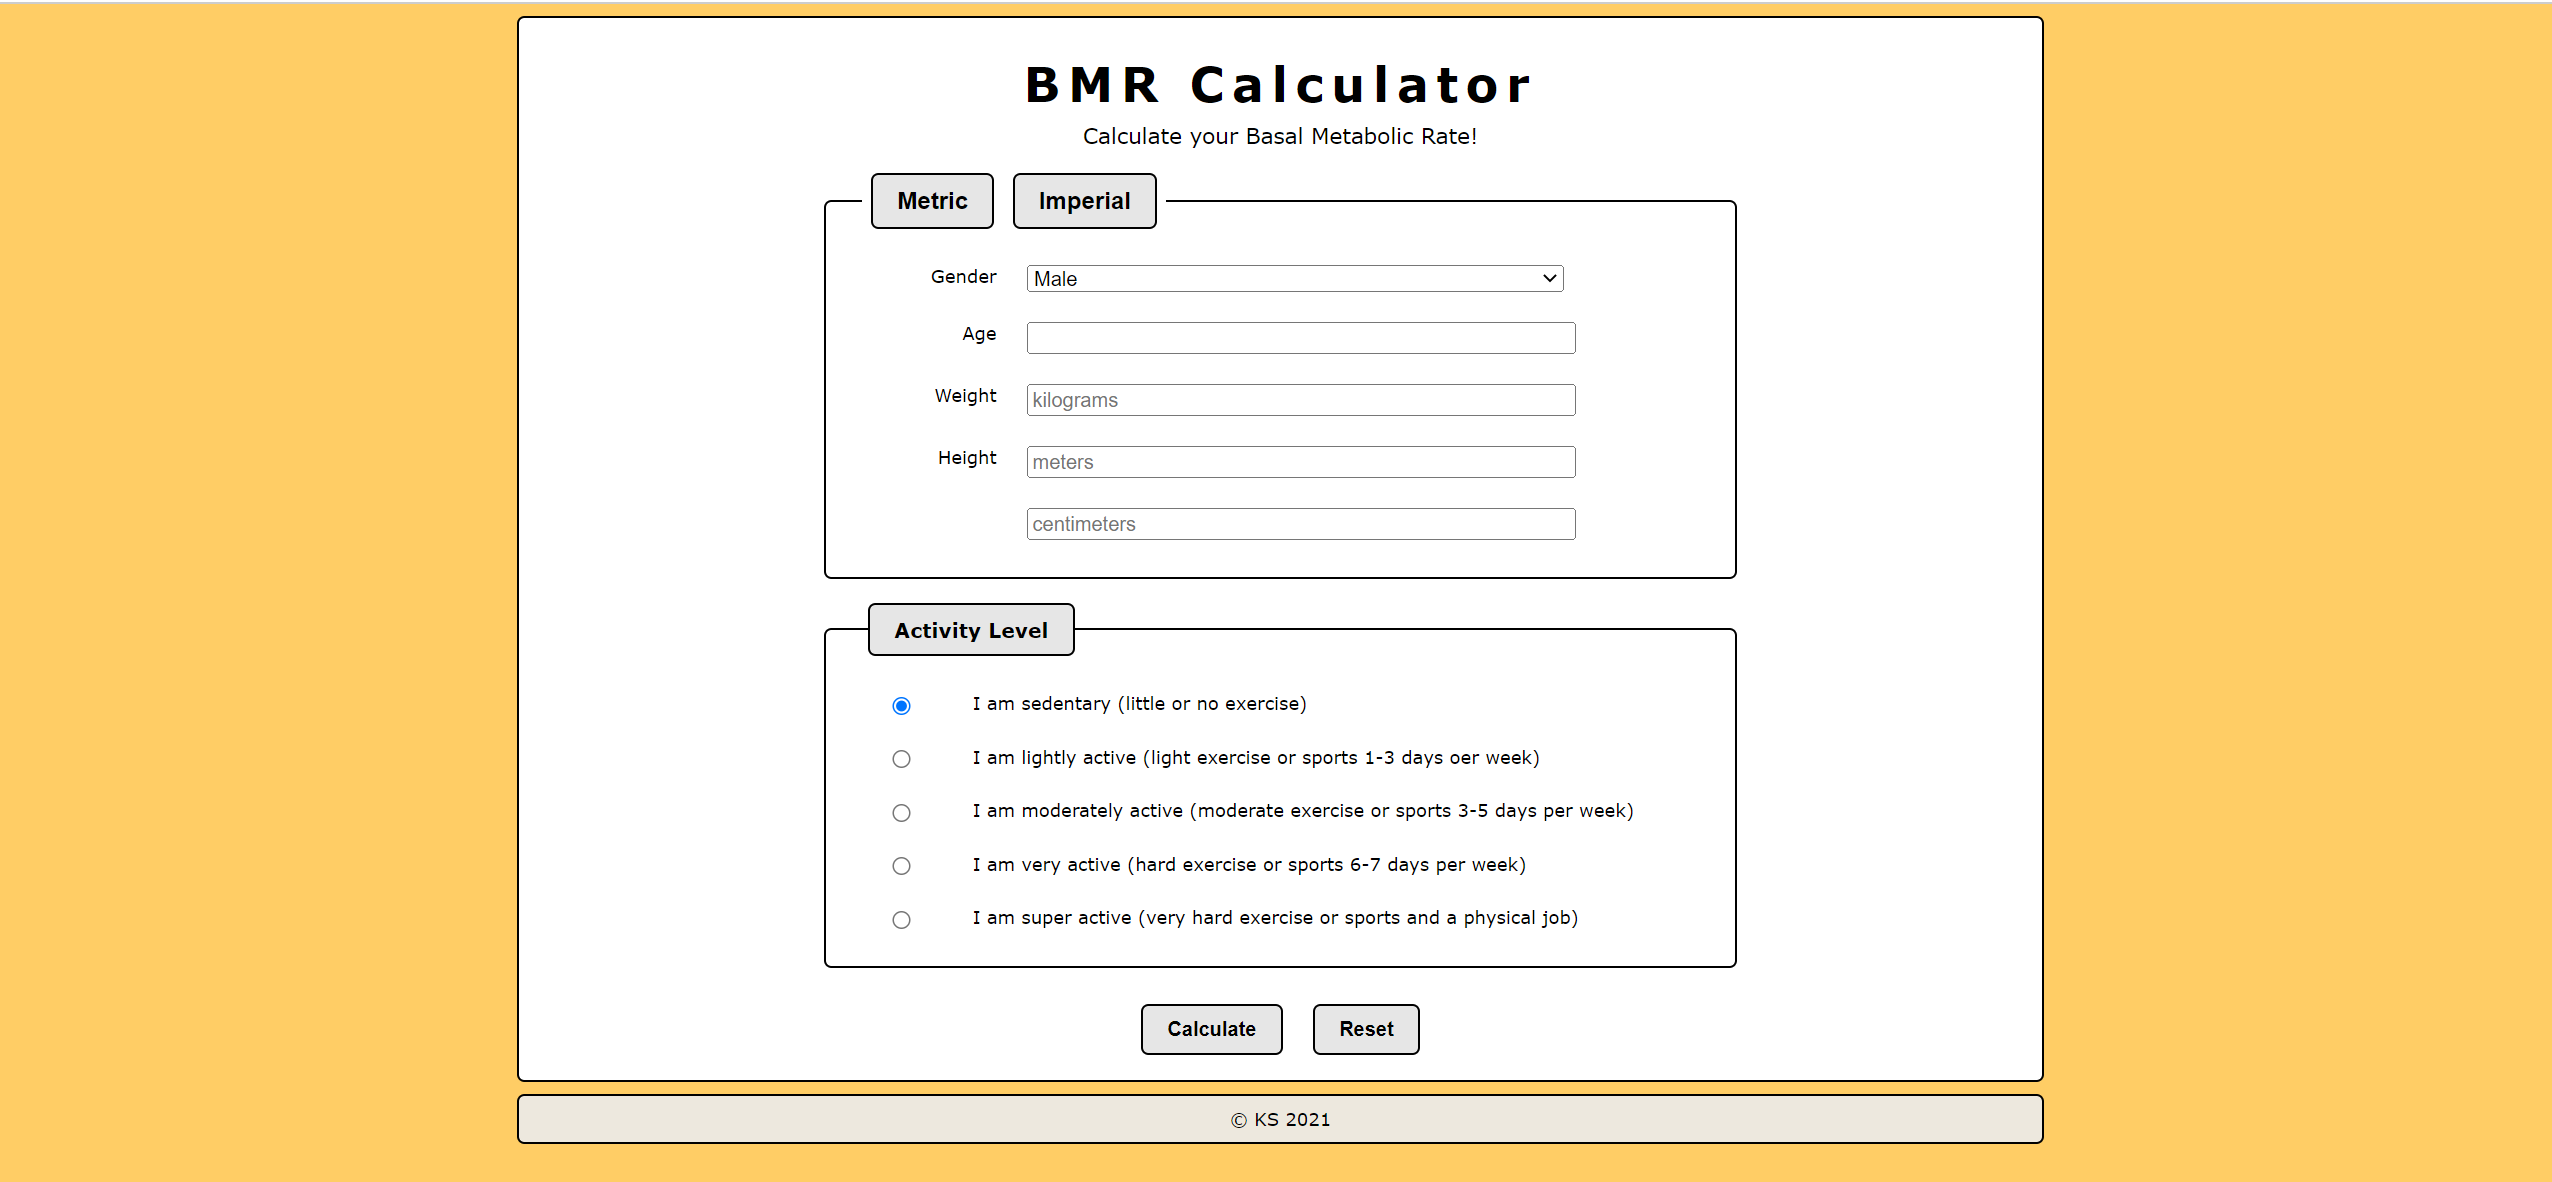 BMR Calculator
Calculate your Basal Metabolic Rate!
Metric Imperial
Gender Male
Age
Weight kilograms
Height meters
centimeters
Activity Level
I am sedentary (little or no exercise)
I am lightly active (light exercise or sports 1-3 days oer week)
I am moderately active (moderate exercise or sports 3-5 days per week)
I am very active (hard exercise or sports 6-7 days per week)
I am super active (very hard exercise or sports and a physical job)
Calculate Reset
© KS 2021